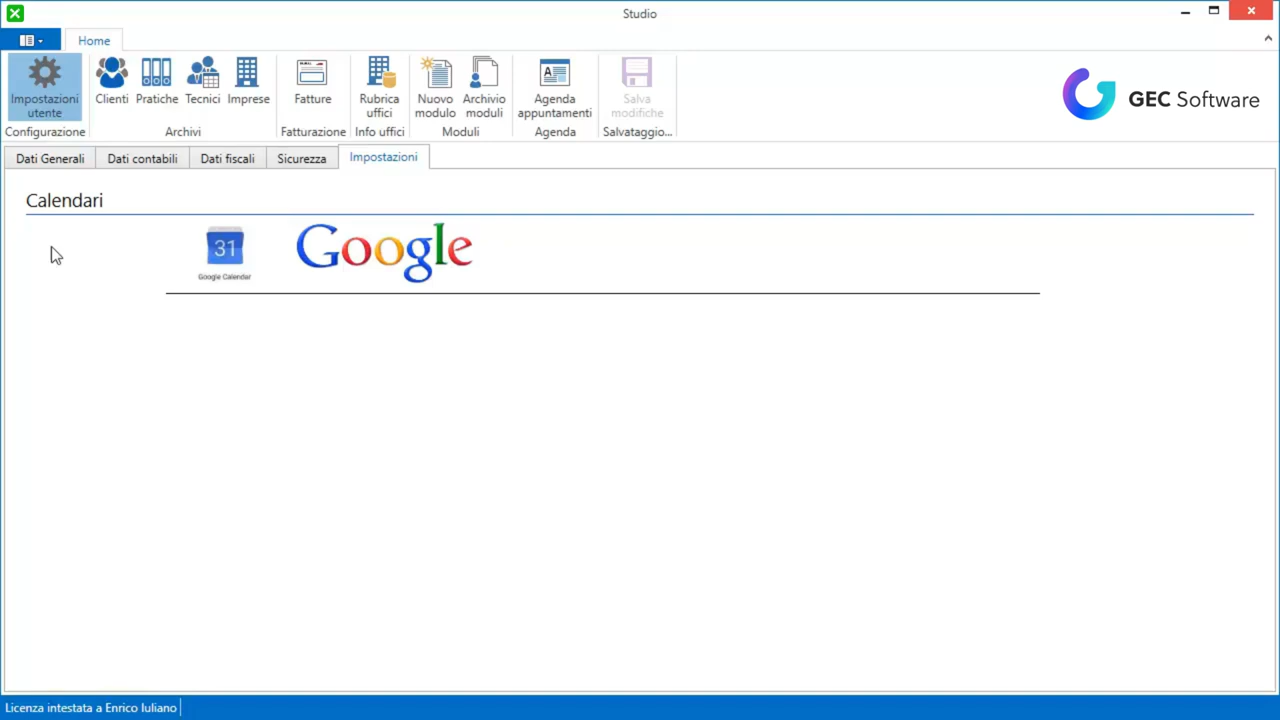 Studio
Home
Impostazioni utente
Clienti
Pratiche
Tecnici
Imprese
Fatture
Rubrica uffici
Nuovo modulo
Archivio moduli
Agenda appuntamenti
Salva modifiche
Configurazione
Archivi
Fatturazione
Info uffici
Moduli
Agenda
Salvataggio...
GEC Software
Dati Generali
Dati contabili
Dati fiscali
Sicurezza
Impostazioni
Calendari
31
Google Calendar
Google
Licenza intestata a Enrico Iuliano